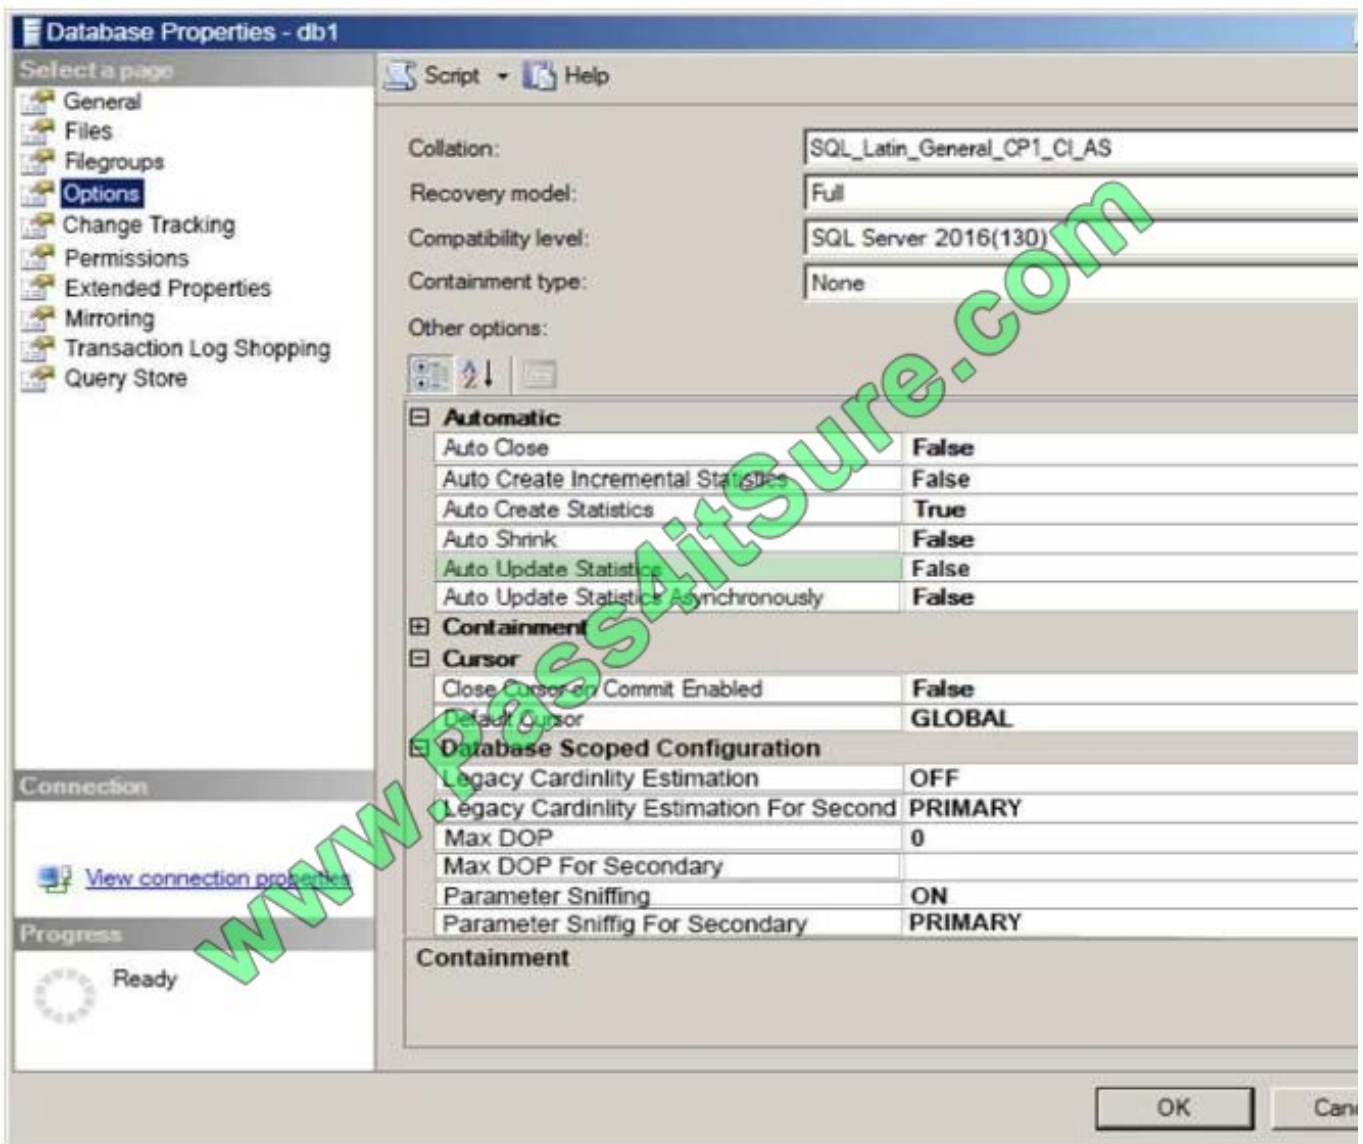 Database Properties - db1
Select a page
General
Files
Filegroups
Options
Change Tracking
Permissions
Extended Properties
Mirroring
Transaction Log Shopping
Query Store
Connection
View connection properties
Progress
Ready
Script
Help
Collation: SQL_Latin_General_CP1_CI_AS
Recovery model: Full
Compatibility level: SQL Server 2016(130)
Containment type: None
Other options:
Automatic
Auto Close False
Auto Create Incremental Statistics False
Auto Create Statistics True
Auto Shrink False
Auto Update Statistics False
Auto Update Statistics Asynchronously False
Containment
Cursor
Close Cursor on Commit Enabled False
Default Cursor GLOBAL
Database Scoped Configuration
Legacy Cardinlity Estimation OFF
Legacy Cardinlity Estimation For Second PRIMARY
Max DOP 0
Max DOP For Secondary
Parameter Sniffing ON
Parameter Sniffig For Secondary PRIMARY
Containment
OK
Canc
www.Pass4itSure.com